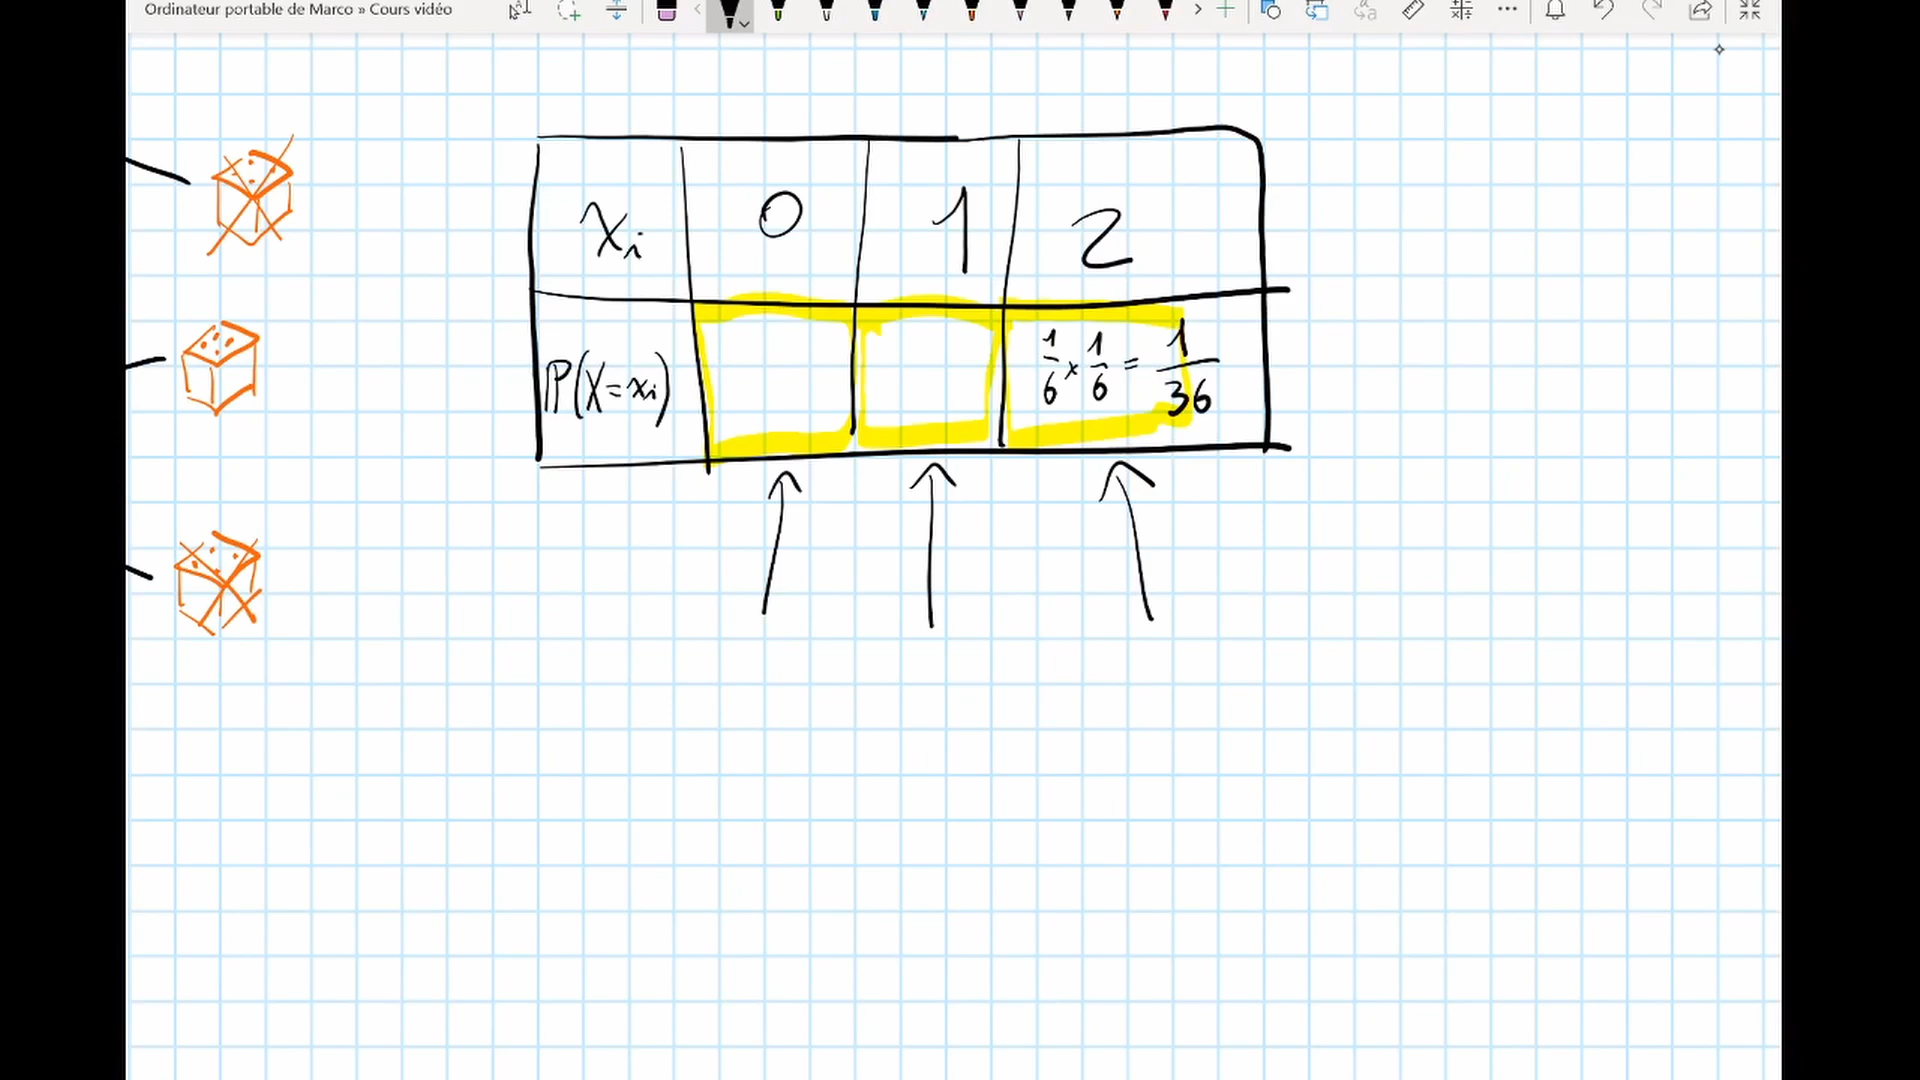 Ordinateur portable de Marco » Cours vidéo
xi 0 1 2
P(X=xi) 1/6 × 1/6 = 1/36